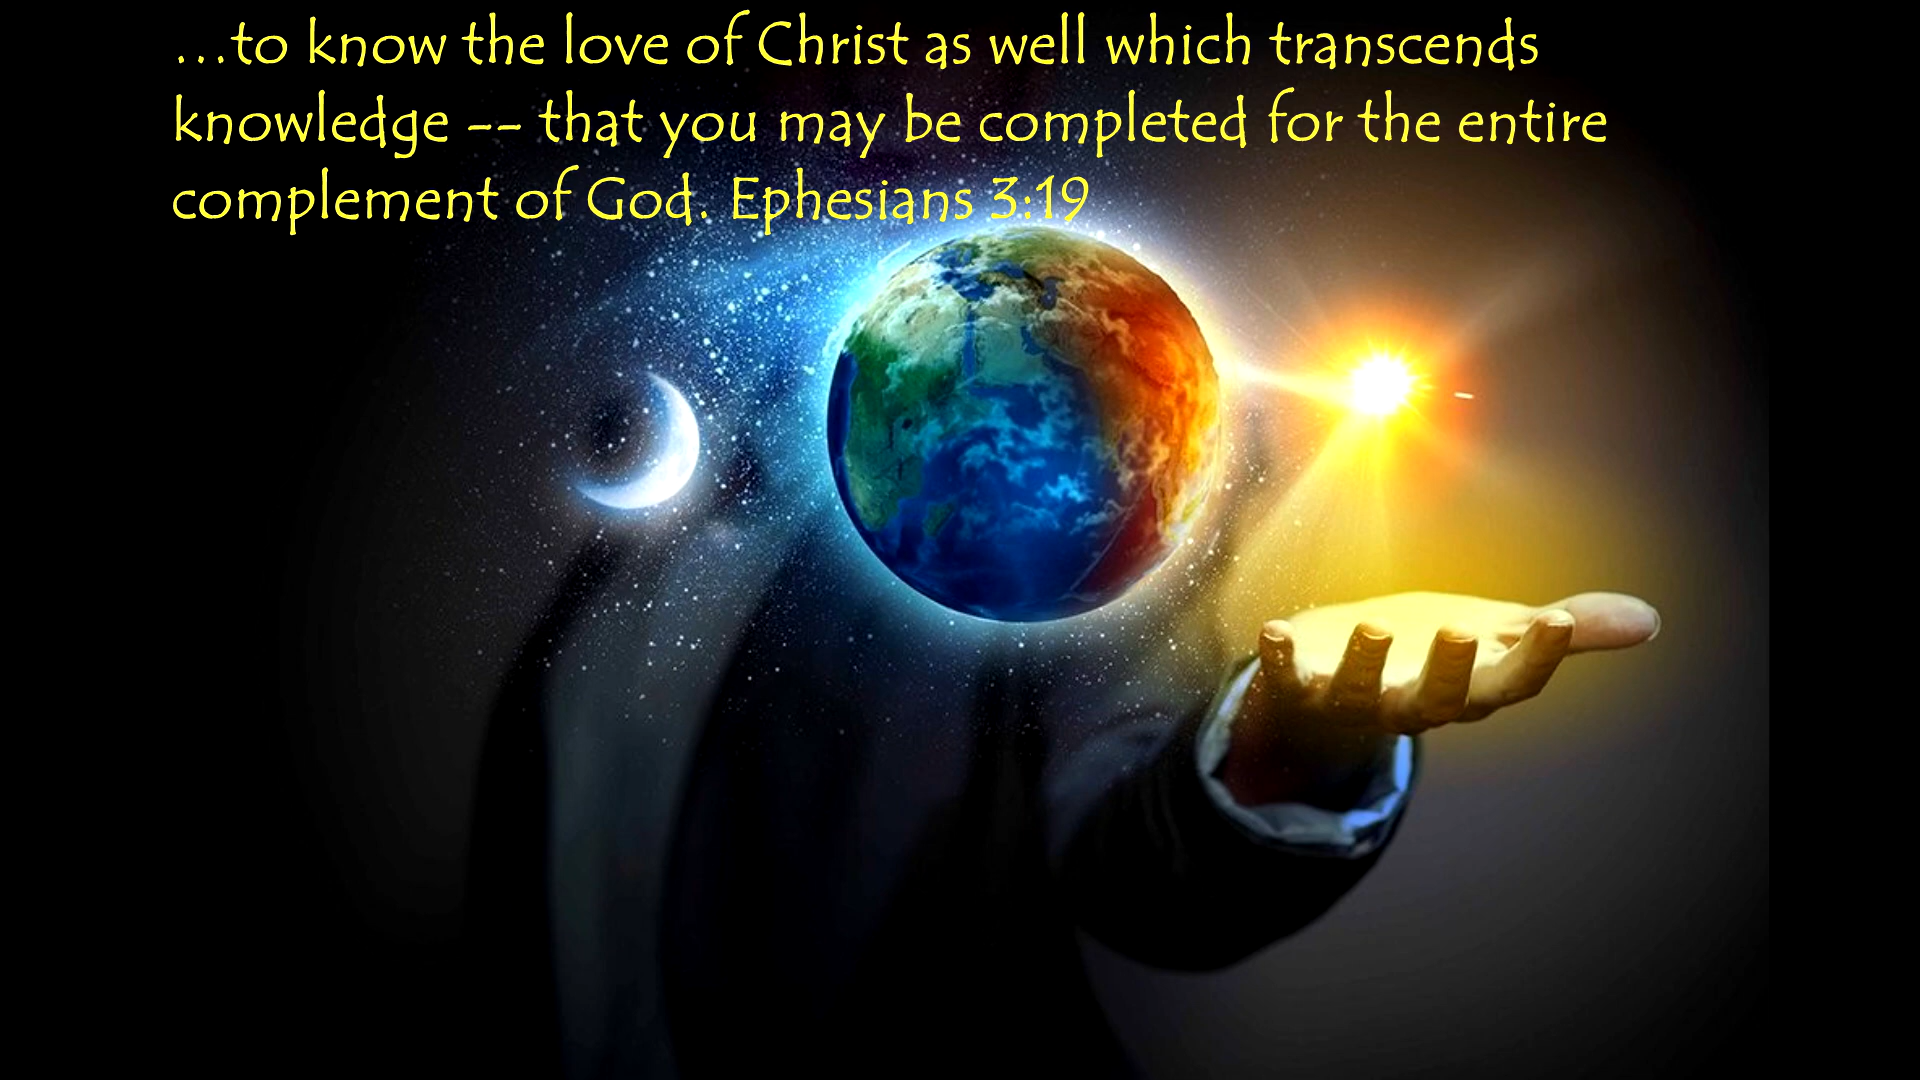 ...to know the love of Christ as well which transcends
knowledge -- that you may be completed for the entire
complement of God. Ephesians 3:19